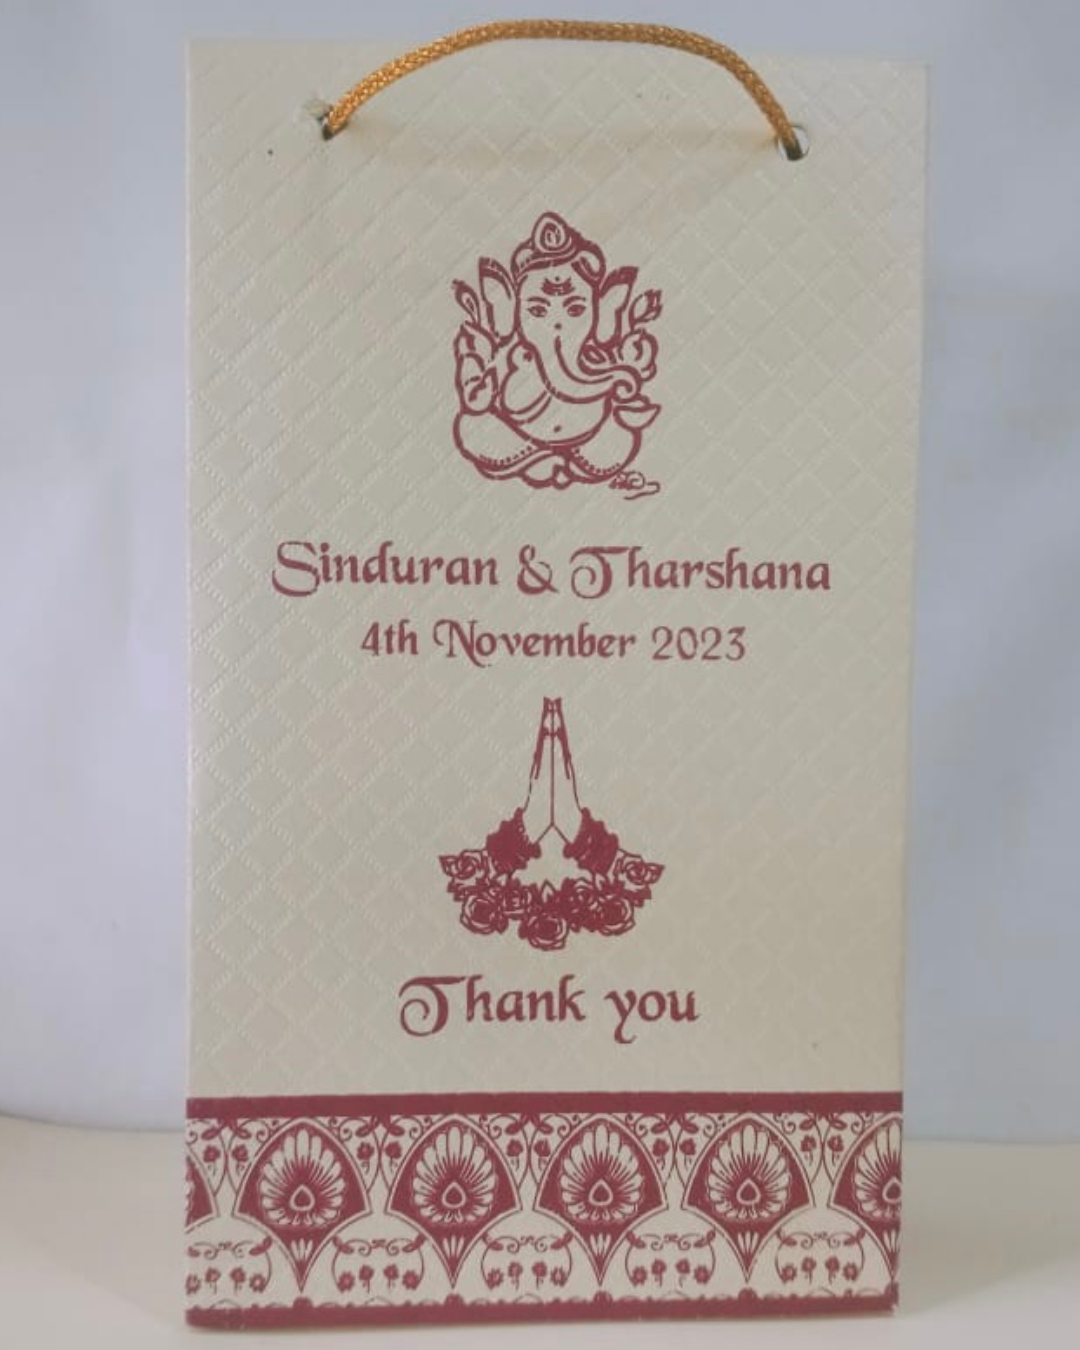 Sinduran & Tharshana
4th November 2023
Thank you